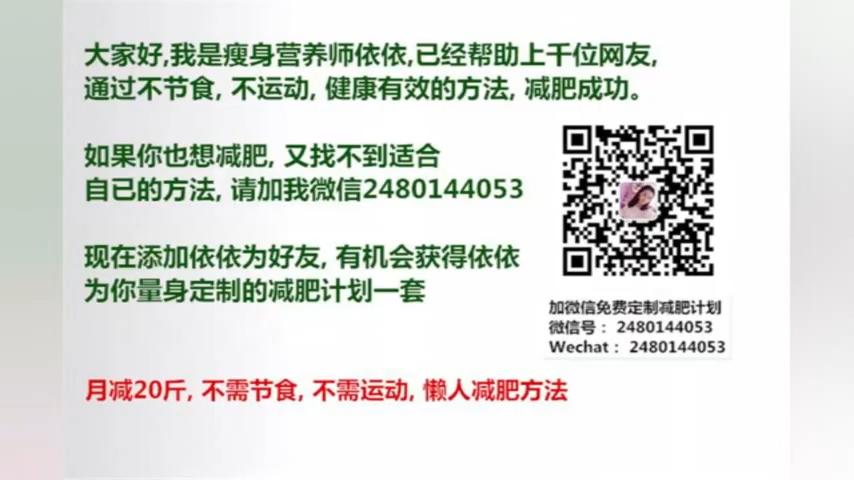 大家好,我是瘦身营养师依依,已经帮助上千位网友,
通过不节食, 不运动, 健康有效的方法, 减肥成功。
如果你也想减肥, 又找不到适合
自己的方法, 请加我微信2480144053
现在添加依依为好友, 有机会获得依依
为你量身定制的减肥计划一套
加微信免费定制减肥计划
微信号： 2480144053
Wechat： 2480144053
月减20斤, 不需节食, 不需运动, 懒人减肥方法